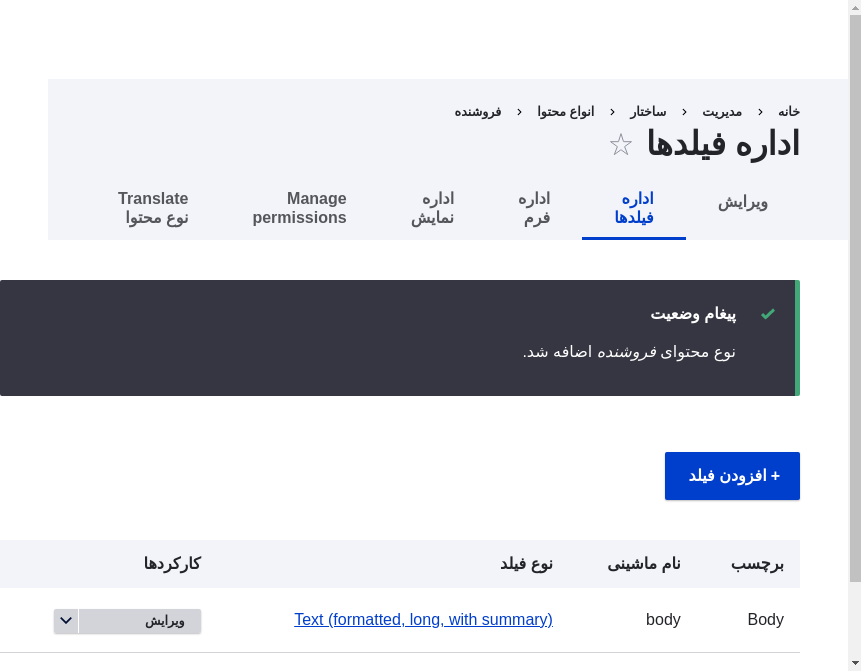 خانه › مدیریت › ساختار › انواع محتوا › فروشنده
اداره فیلدها ☆
ویرایش
اداره
فیلدها
اداره
فرم
اداره
نمایش
Manage
permissions
Translate
نوع محتوا
پیغام وضعیت
نوع محتوای فروشنده اضافه شد.
+ افزودن فیلد
برچسب نام ماشینی نوع فیلد کارکردها
Body body Text (formatted, long, with summary) ویرایش